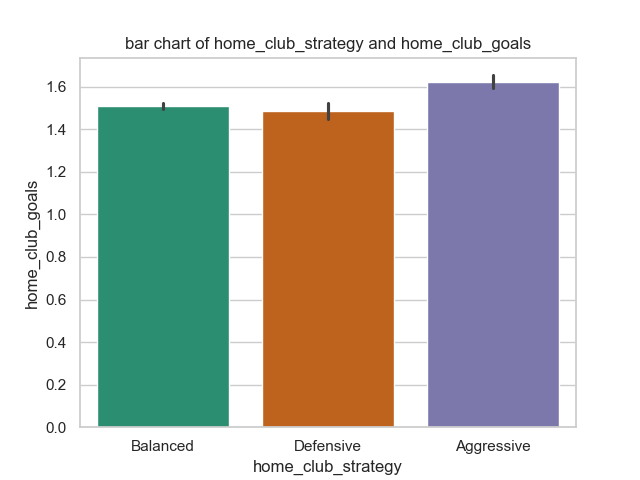 bar chart of home_club_strategy and home_club_goals
home_club_goals
1.6
1.4
1.2
1.0
0.8
0.6
0.4
0.2
0.0
Balanced
Defensive
Aggressive
home_club_strategy